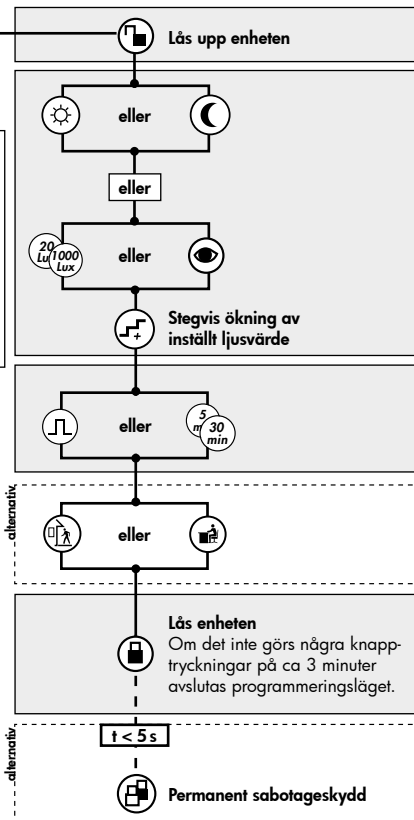 Lås upp enheten
eller
eller
20
Lu
1000
Lux
eller
Stegvis ökning av
inställt ljusvärde
eller
5
m
30
min
alternativ
eller
Lås enheten
Om det inte görs några knapp-
tryckningar på ca 3 minuter
avslutas programmeringsläget.
t < 5 s
alternativ
Permanent sabotageskydd